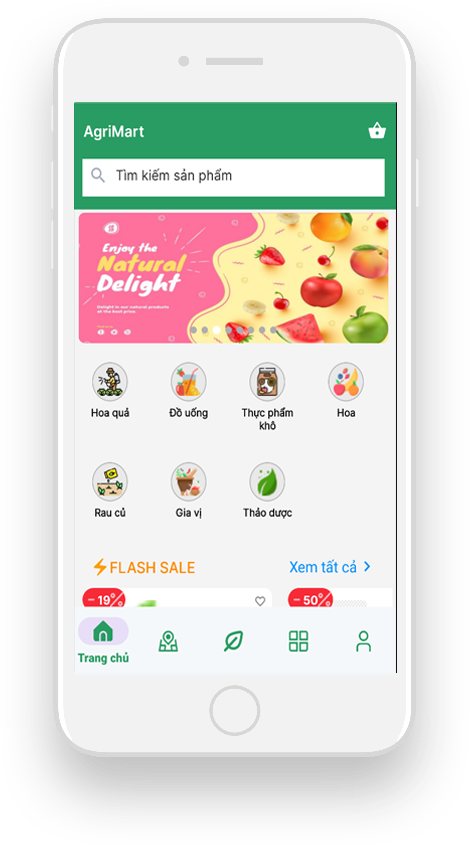 AgriMart
Tìm kiếm sản phẩm
Enjoy the
Natural
Delight
Delight in our natural products
at the best price.
Hoa quả
Đồ uống
Thực phẩm
khô
Hoa
Rau củ
Gia vị
Thảo dược
FLASH SALE
Xem tất cả
- 19%
- 50%
Trang chủ